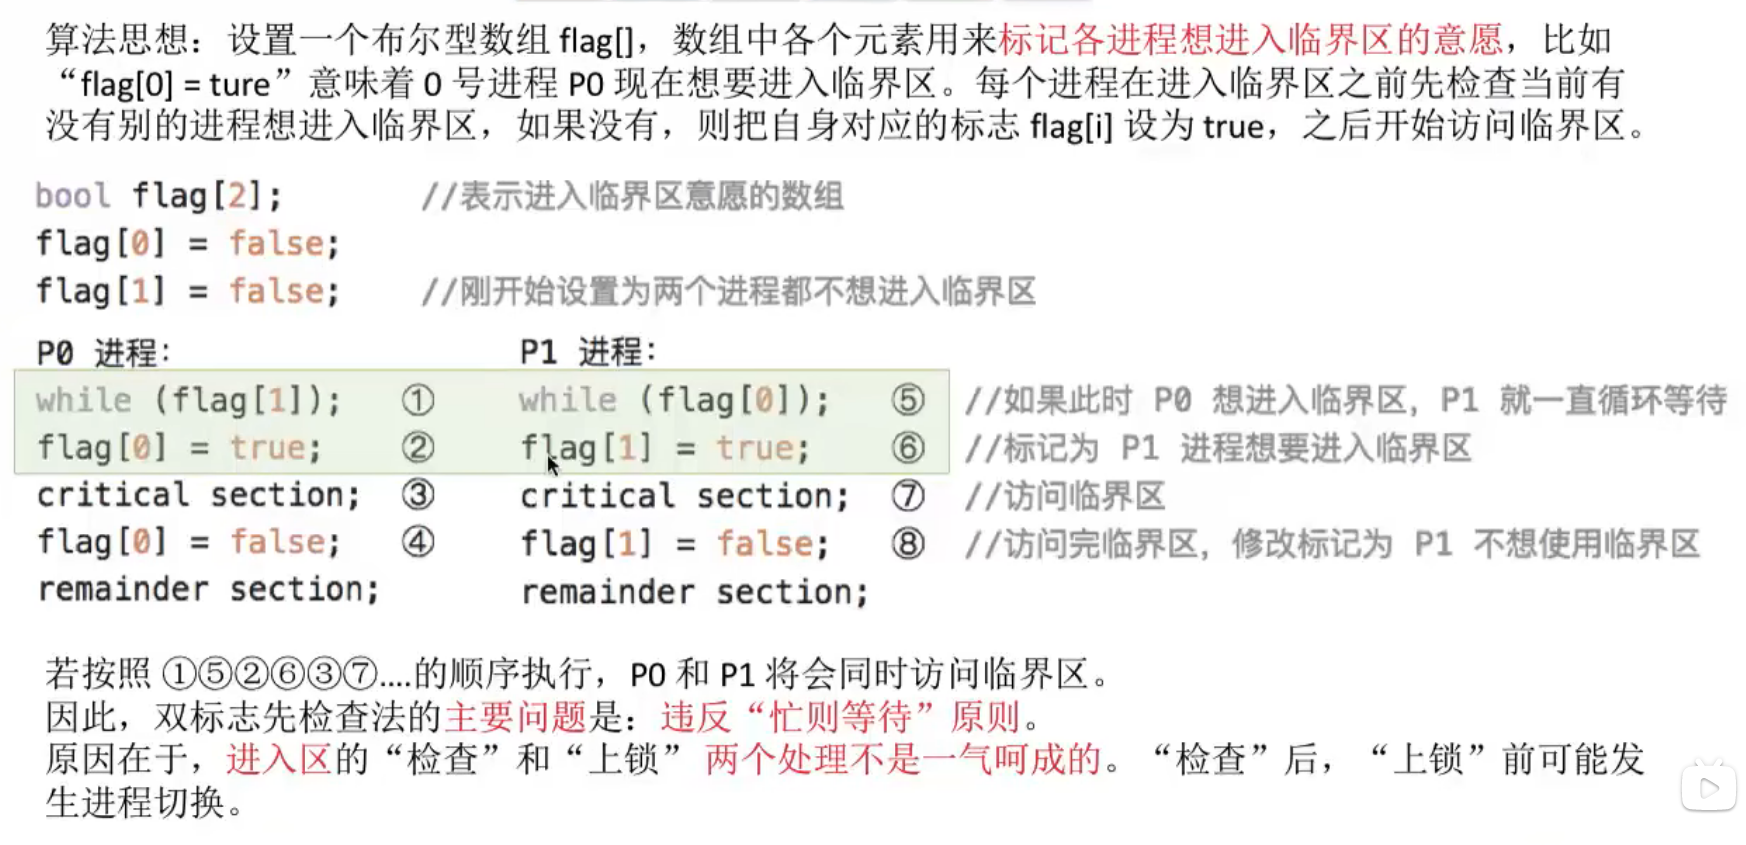 算法思想：设置一个布尔型数组 flag[]，数组中各个元素用来标记各进程想进入临界区的意愿，比如
“flag[0] = ture”意味着 0 号进程 P0 现在想要进入临界区。每个进程在进入临界区之前先检查当前有
没有别的进程想进入临界区，如果没有，则把自身对应的标志 flag[i] 设为 true，之后开始访问临界区。
bool flag[2]; //表示进入临界区意愿的数组
flag[0] = false;
flag[1] = false; //刚开始设置为两个进程都不想进入临界区
P0 进程： P1 进程：
while (flag[1]); ① while (flag[0]); ⑤ //如果此时 P0 想进入临界区，P1 就一直循环等待
flag[0] = true; ② flag[1] = true; ⑥ //标记为 P1 进程想要进入临界区
critical section; ③ critical section; ⑦ //访问临界区
flag[0] = false; ④ flag[1] = false; ⑧ //访问完临界区，修改标记为 P1 不想使用临界区
remainder section; remainder section;
若按照 ①⑤②⑥③⑦....的顺序执行，P0 和 P1 将会同时访问临界区。
因此，双标志先检查法的主要问题是：违反“忙则等待”原则。
原因在于，进入区的“检查”和“上锁” 两个处理不是一气呵成的。“检查”后，“上锁”前可能发
生进程切换。